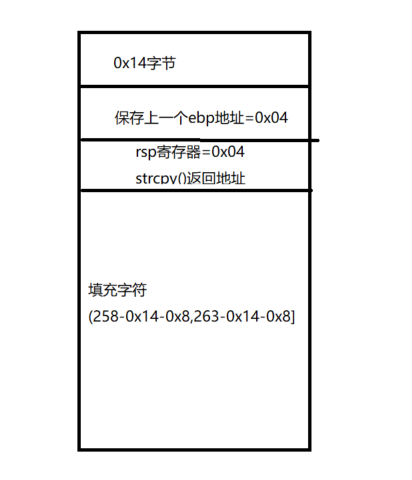 0x14字节
保存上一个ebp地址=0x04
rsp寄存器=0x04
strcpy()返回地址
填充字符
(258-0x14-0x8,263-0x14-0x8]